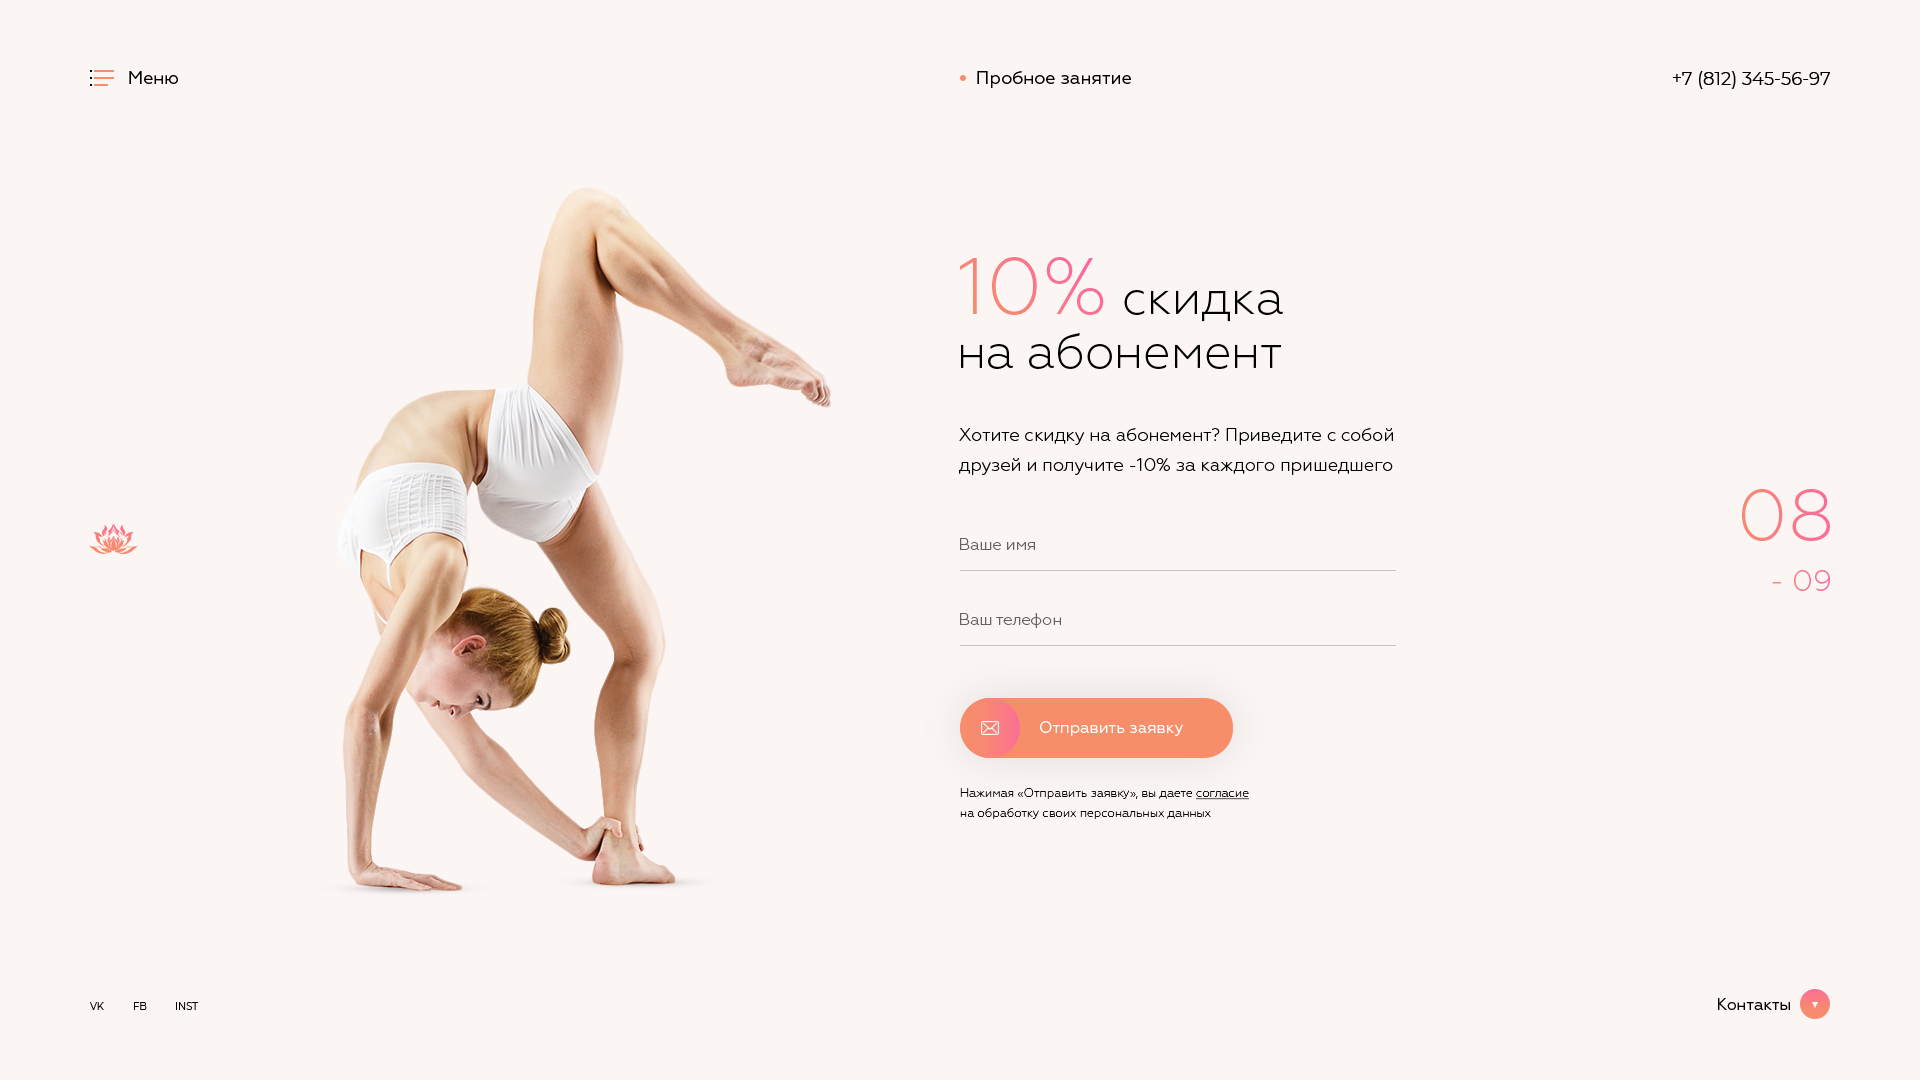 Меню
Пробное занятие
+7 (812) 345-56-97
10% скидка
на абонемент
Хотите скидку на абонемент? Приведите с собой
друзей и получите -10% за каждого пришедшего
Ваше имя
Ваш телефон
Отправить заявку
Нажимая «Отправить заявку», вы даете согласие
на обработку своих персональных данных
08
- 09
VK FB INST
Контакты